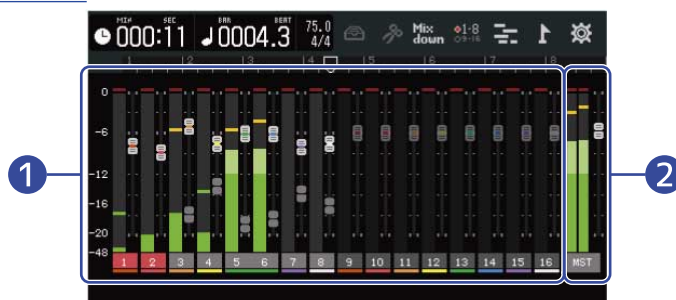 MIN SEC BAR BEAT
000:11 0004.3 75.0 4/4 Mix down 1-8 9-16
1 2 3 4 5 6 7 8
0
-6
1 2
-12
-16
-20
-48
1 2 3 4 5 6 7 8 9 10 11 12 13 14 15 16 MST